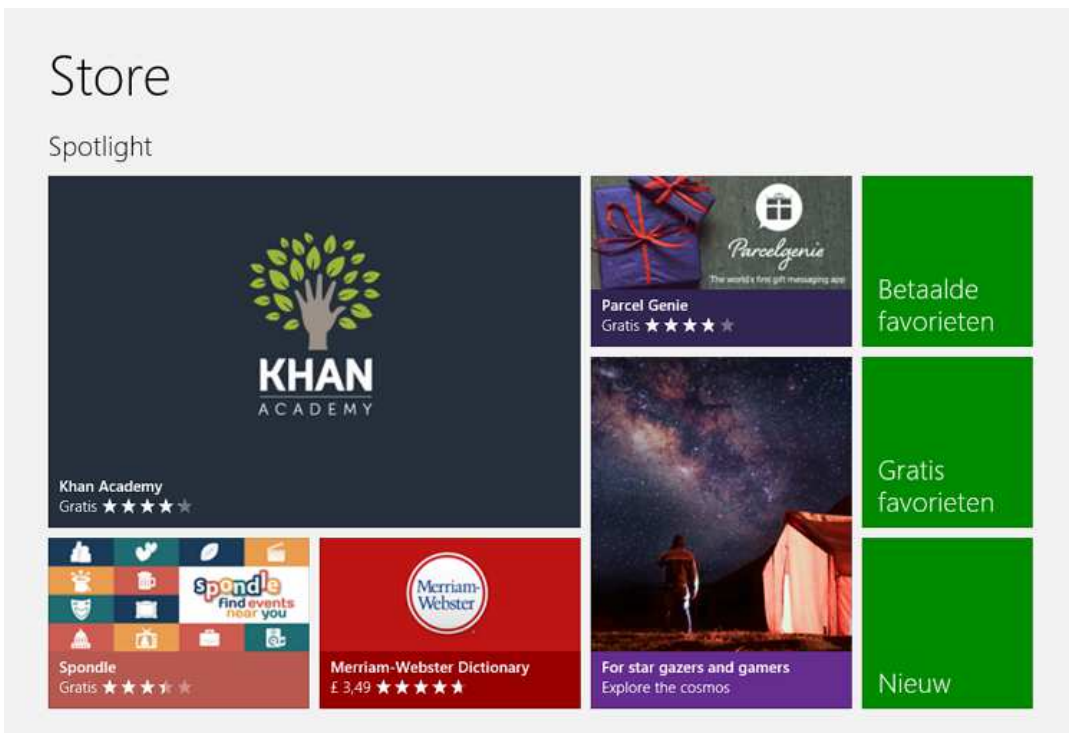 Store
Spotlight
KHAN
ACADEMY
Khan Academy
Gratis
Parcelgenie
The world's first gift messaging app
Parcel Genie
Gratis
Betaalde
favorieten
Gratis
favorieten
spondle
find events
near you
Spondle
Gratis
Merriam-
Webster
Merriam-Webster Dictionary
£ 3,49
For star gazers and gamers
Explore the cosmos
Nieuw